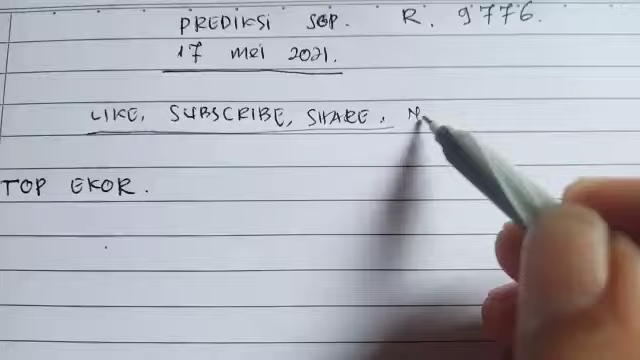 PREDIKSI SGP. R. 9776.
17 mei 2021.
LIKE, SUBSCRIBE, SHARE. N
TOP EKOR.